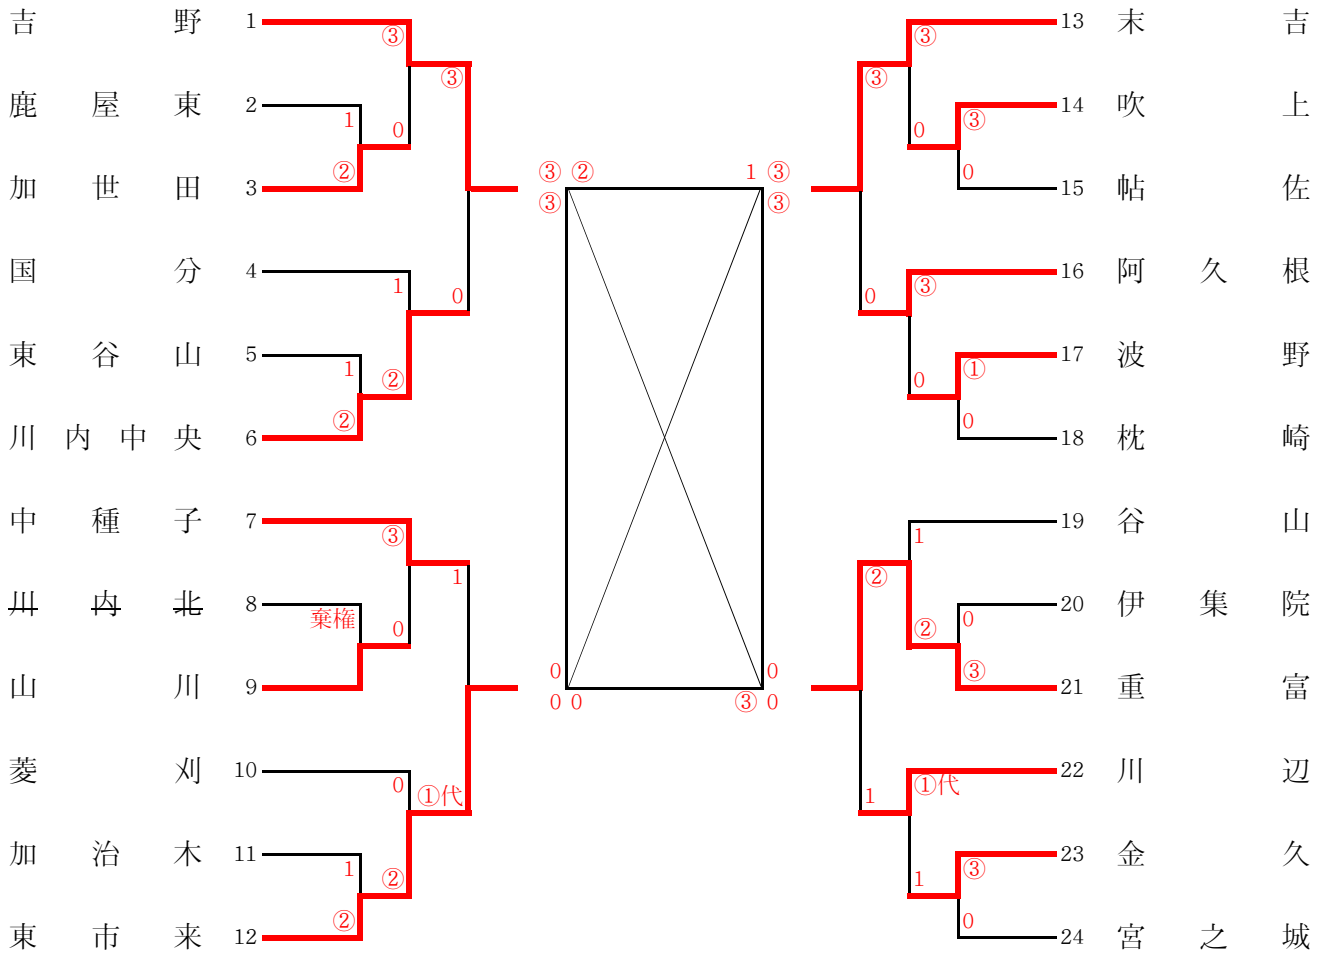 吉野 1 ③ ③ ③ 13 末吉
鹿屋東 2 1 0 ③ 0 ③ 14 吹上
加世田 3 ② ③ ② 1 ③ 0 15 帖佐
③ ③
国分 4 1 0 0 ③ 16 阿久根
東谷山 5 1 ② 0 ① 17 波野
川内中央 6 ② 0 18 枕崎
中種子 7 ③ 1 ② 1 19 谷山
川内北 8 棄権 0 ② 0 20 伊集院
山川 9 0 0 ③ 21 重富
0 0 ③ 0
菱刈 10 0 ①代 1 ①代 22 川辺
加治木 11 1 ② 1 ③ 23 金久
東市来 12 ② 0 24 宮之城